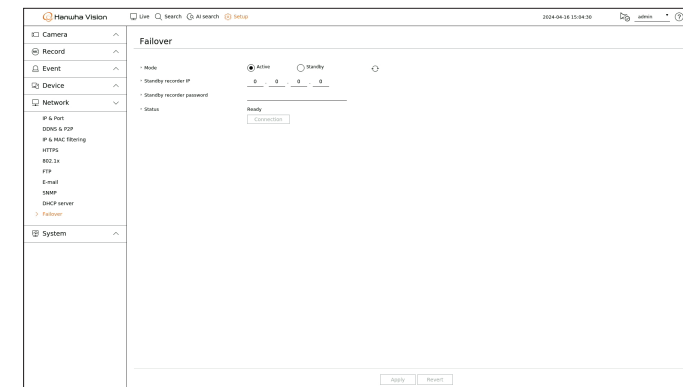 Hanwha Vision
Live Search AI search Setup 2024-04-16 15:04:30 admin ?
Camera
Record
Event
Device
Network
IP & Port
DDNS & P2P
IP & MAC filtering
HTTPS
802.1x
FTP
E-mail
SNMP
DHCP server
Failover
System
Failover
Mode Active Standby
Standby recorder IP 0 . 0 . 0 . 0
Standby recorder password
Status Ready
Connection
Apply Revert